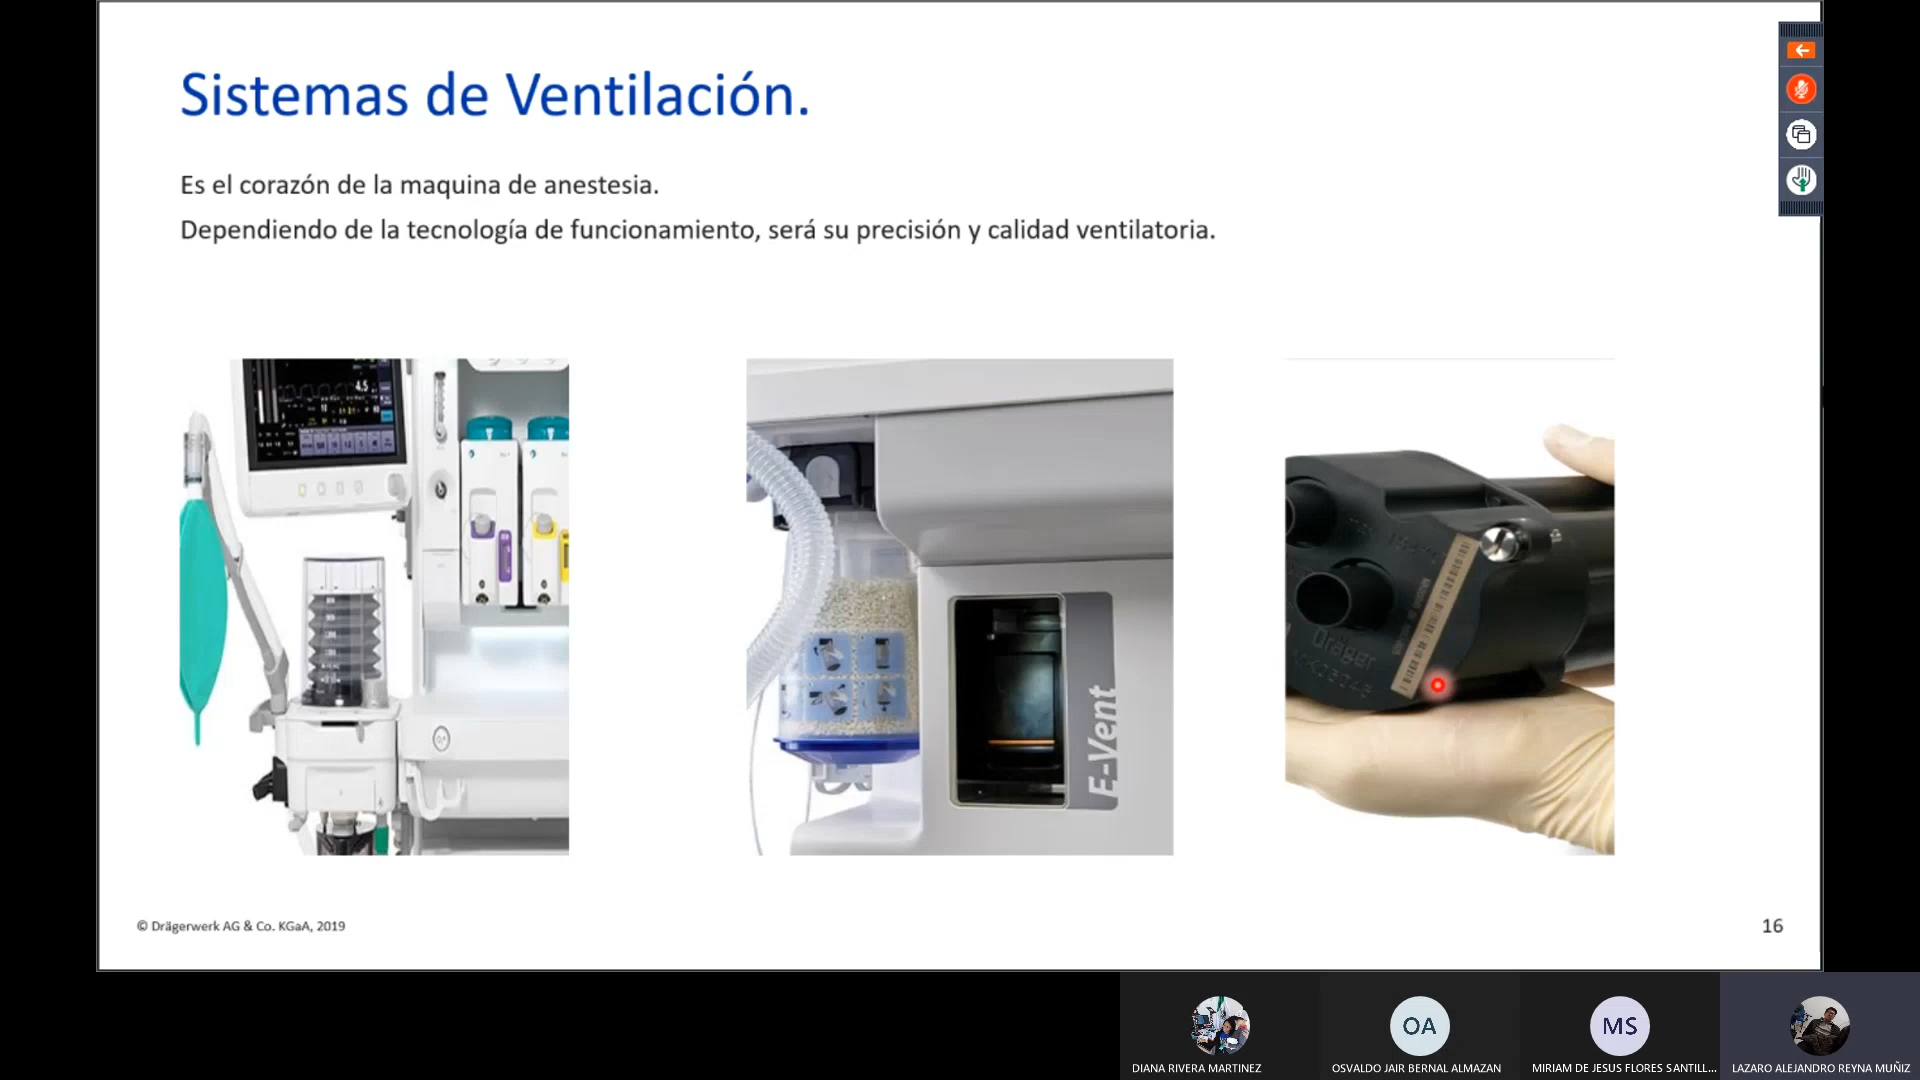 Sistemas de Ventilación.
Es el corazón de la maquina de anestesia.
Dependiendo de la tecnología de funcionamiento, será su precisión y calidad ventilatoria.
4.5
E-Vent
Dräger
© Drägerwerk AG & Co. KGaA, 2019
16
OA
MS
DIANA RIVERA MARTINEZ
OSVALDO JAIR BERNAL ALMAZAN
MIRIAM DE JESUS FLORES SANTILL...
LAZARO ALEJANDRO REYNA MUÑIZ